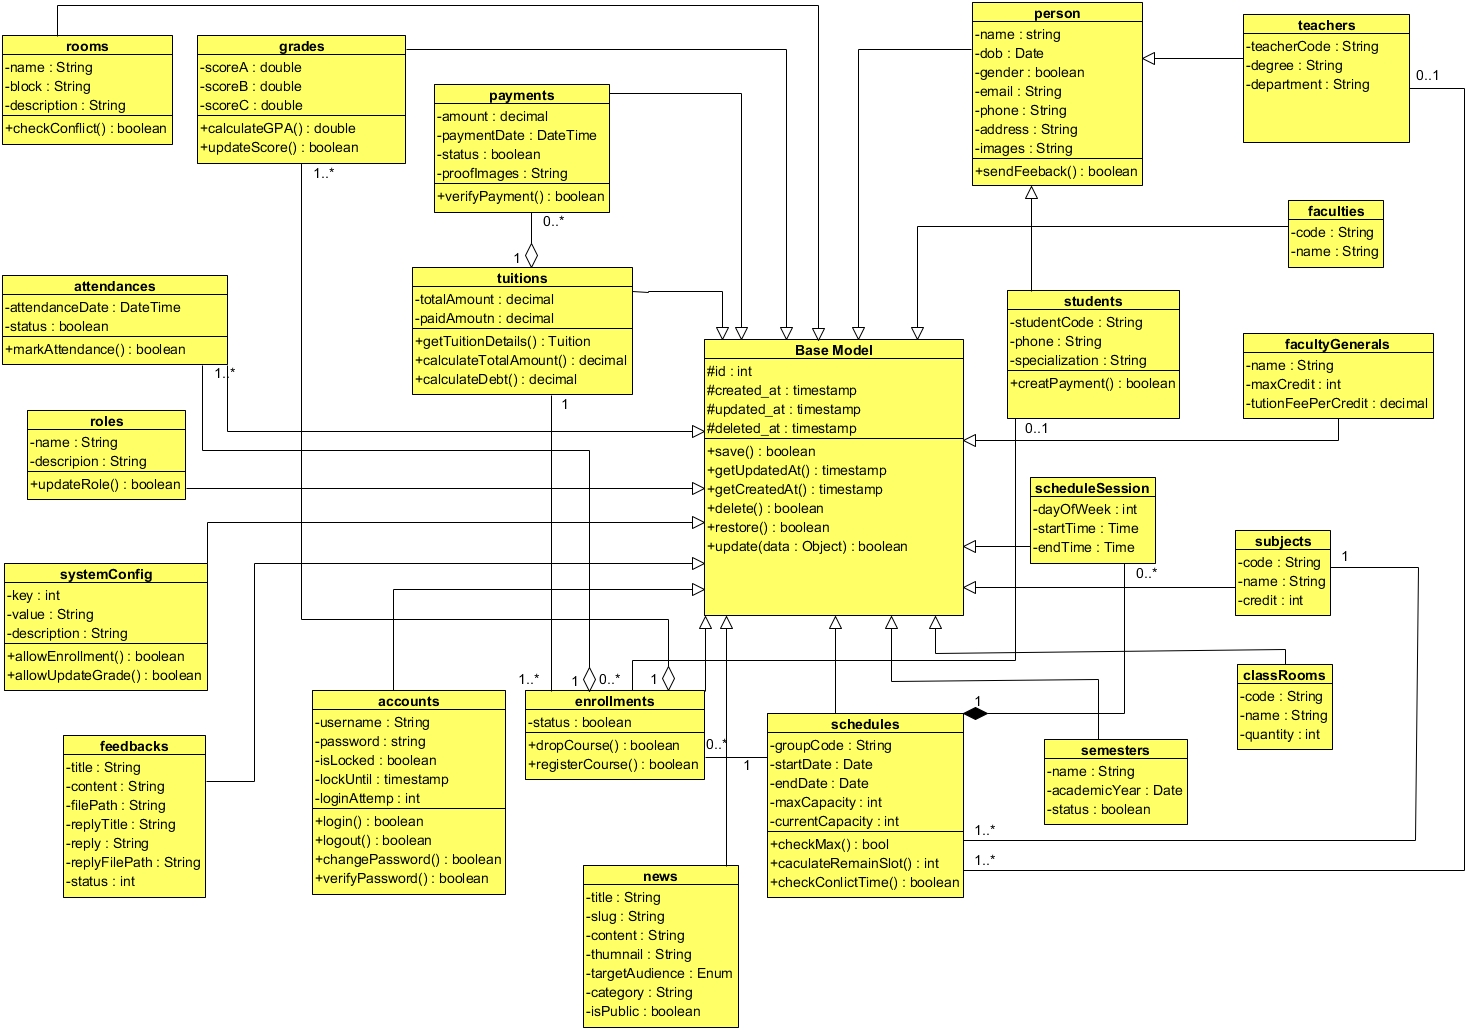 rooms
-name : String
-block : String
-description : String
+checkConflict() : boolean
grades
-scoreA : double
-scoreB : double
-scoreC : double
+calculateGPA() : double
+updateScore() : boolean
1..*
payments
-amount : decimal
-paymentDate : DateTime
-status : boolean
-proofImages : String
+verifyPayment() : boolean
0..*
1
person
-name : string
-dob : Date
-gender : boolean
-email : String
-phone : String
-address : String
-images : String
+sendFeeback() : boolean
teachers
-teacherCode : String
-degree : String
-department : String
0..1
faculties
-code : String
-name : String
attendances
-attendanceDate : DateTime
-status : boolean
+markAttendance() : boolean
1..*
tuitions
-totalAmount : decimal
-paidAmoutn : decimal
+getTuitionDetails() : Tuition
+calculateTotalAmount() : decimal
+calculateDebt() : decimal
1
students
-studentCode : String
-phone : String
-specialization : String
+creatPayment() : boolean
0..1
facultyGenerals
-name : String
-maxCredit : int
-tutionFeePerCredit : decimal
Base Model
#id : int
#created_at : timestamp
#updated_at : timestamp
#deleted_at : timestamp
+save() : boolean
+getUpdatedAt() : timestamp
+getCreatedAt() : timestamp
+delete() : boolean
+restore() : boolean
+update(data : Object) : boolean
roles
-name : String
-descripion : String
+updateRole() : boolean
scheduleSession
-dayOfWeek : int
-startTime : Time
-endTime : Time
0..*
subjects
-code : String
-name : String
-credit : int
1
systemConfig
-key : int
-value : String
-description : String
+allowEnrollment() : boolean
+allowUpdateGrade() : boolean
classRooms
-code : String
-name : String
-quantity : int
accounts
-username : String
-password : string
-isLocked : boolean
-lockUntil : timestamp
-loginAttemp : int
+login() : boolean
+logout() : boolean
+changePassword() : boolean
+verifyPassword() : boolean
1..*
1
0..*
1
enrollments
-status : boolean
+dropCourse() : boolean
+registerCourse() : boolean
0..*
1
1
schedules
-groupCode : String
-startDate : Date
-endDate : Date
-maxCapacity : int
-currentCapacity : int
+checkMax() : bool
+caculateRemainSlot() : int
+checkConlictTime() : boolean
1..*
1..*
semesters
-name : String
-academicYear : Date
-status : boolean
feedbacks
-title : String
-content : String
-filePath : String
-replyTitle : String
-reply : String
-replyFilePath : String
-status : int
news
-title : String
-slug : String
-content : String
-thumnail : String
-targetAudience : Enum
-category : String
-isPublic : boolean